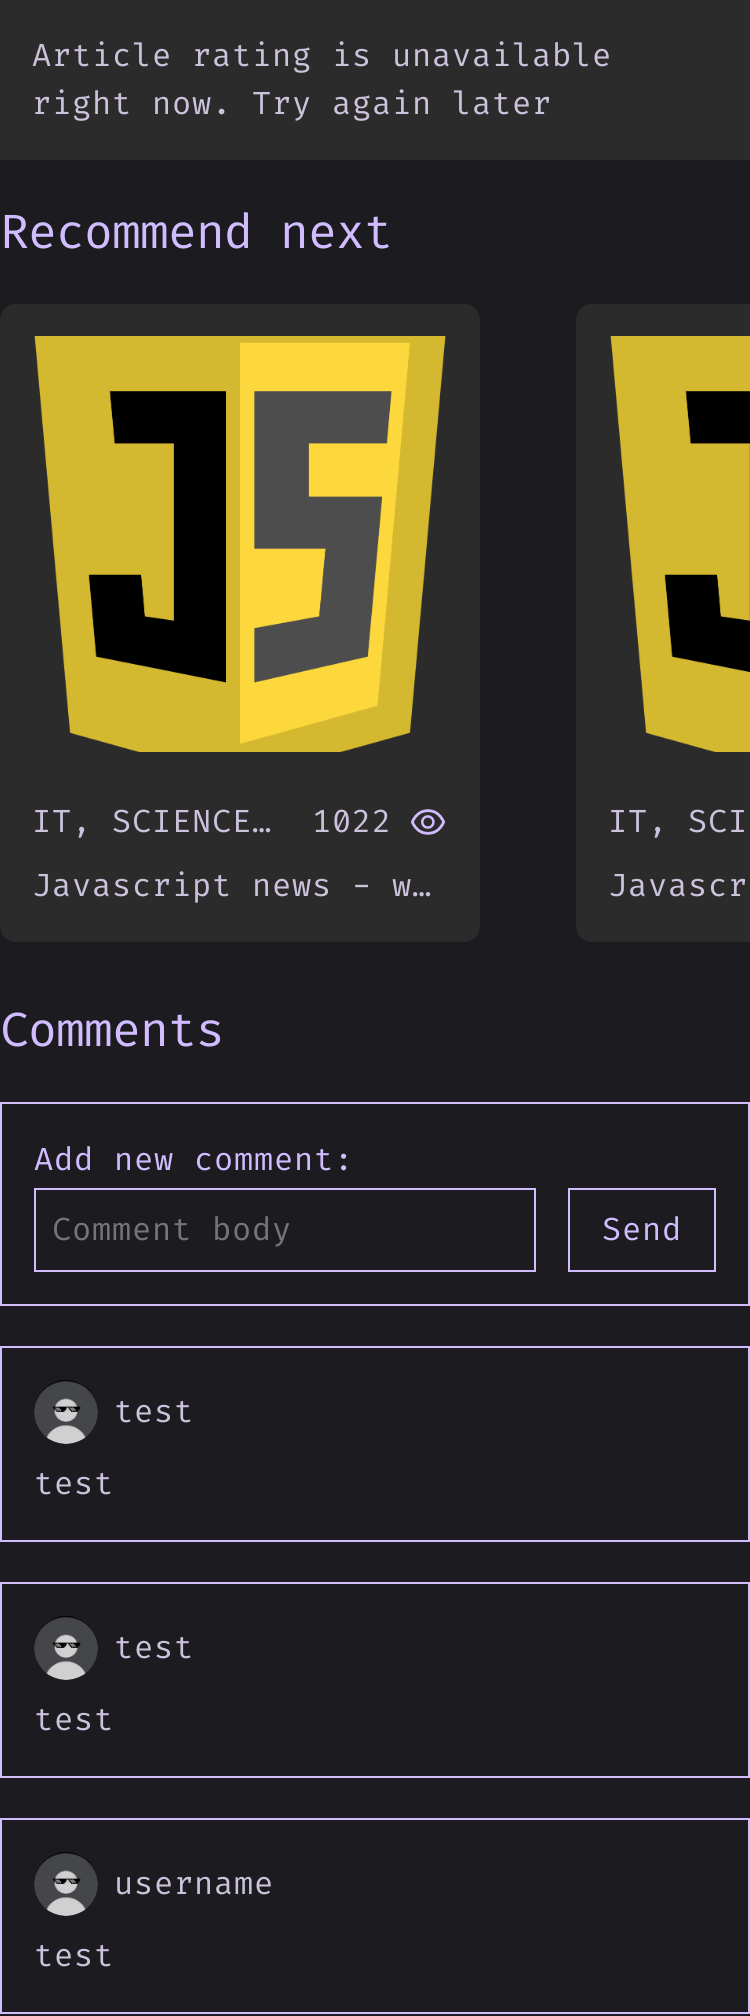 Article rating is unavailable
right now. Try again later
Recommend next
JS
J
IT, SCIENCE… 1022
IT, SCI
Javascript news - w…
Javascr
Comments
Add new comment:
Comment body
Send
test
test
test
test
username
test